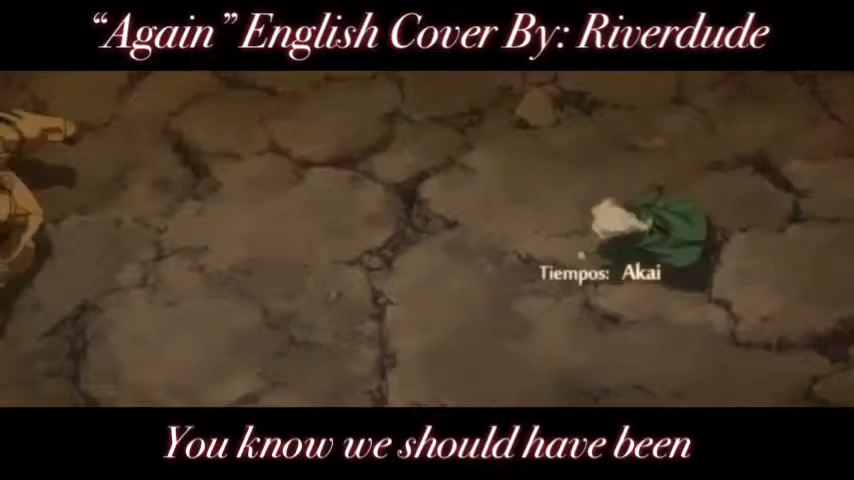 “Again” English Cover By: Riverdude
Tiempos: Akai
You know we should have been